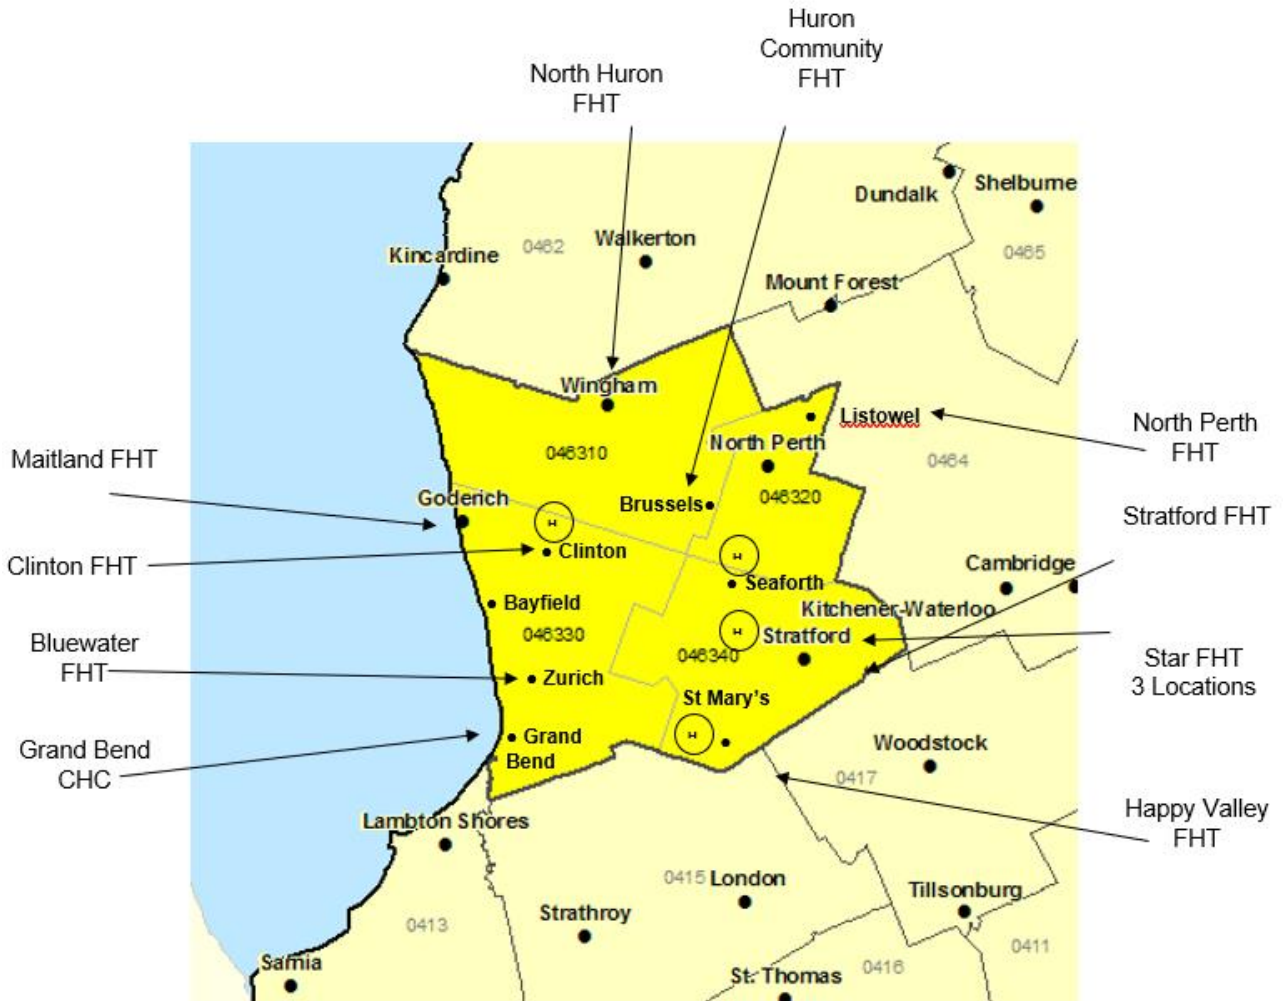 Huron
Community
FHT
North Huron
FHT
Dundalk
Shelburne
0462
Walkerton
0465
Kincardine
Mount Forest
Wingham
Listowel
North Perth
FHT
046310
North Perth
0464
Maitland FHT
Goderich
Brussels
046320
Stratford FHT
H
Clinton
H
Clinton FHT
Seaforth
Cambridge
Bayfield
Kitchener-Waterloo
046330
H
Stratford
046340
Bluewater
FHT
Zurich
Star FHT
3 Locations
St Mary's
H
Grand
Bend
Grand Bend
CHC
Woodstock
0417
Happy Valley
FHT
Lambton Shores
0415
London
Tillsonburg
0413
Strathroy
0411
Sarnia
St. Thomas
0416